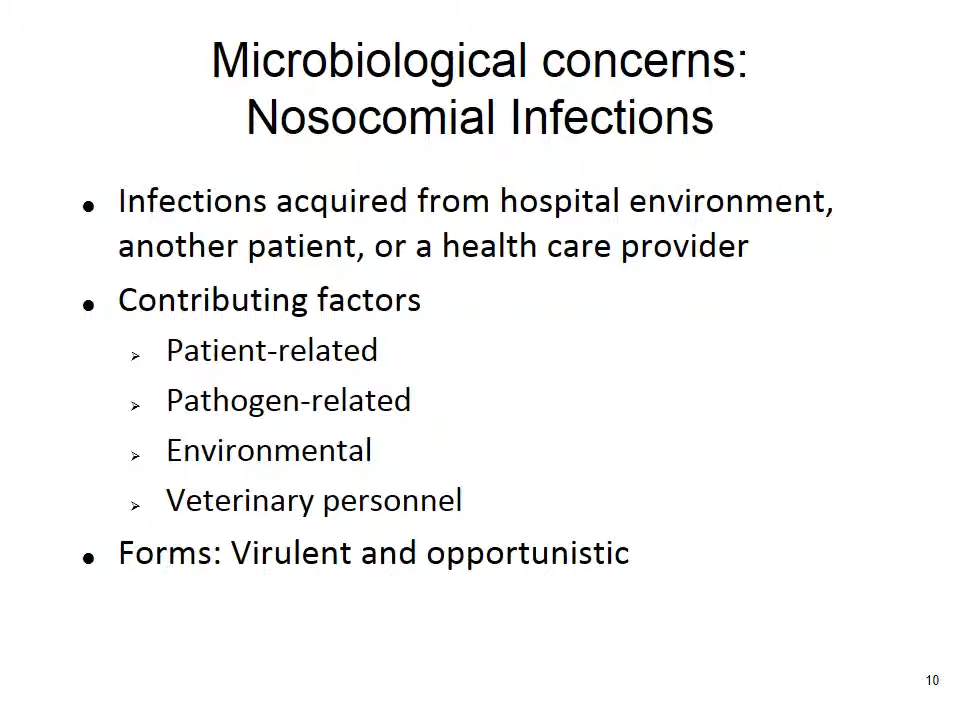 Microbiological concerns:
Nosocomial Infections
• Infections acquired from hospital environment,
another patient, or a health care provider
• Contributing factors
➢ Patient-related
➢ Pathogen-related
➢ Environmental
➢ Veterinary personnel
• Forms: Virulent and opportunistic
10